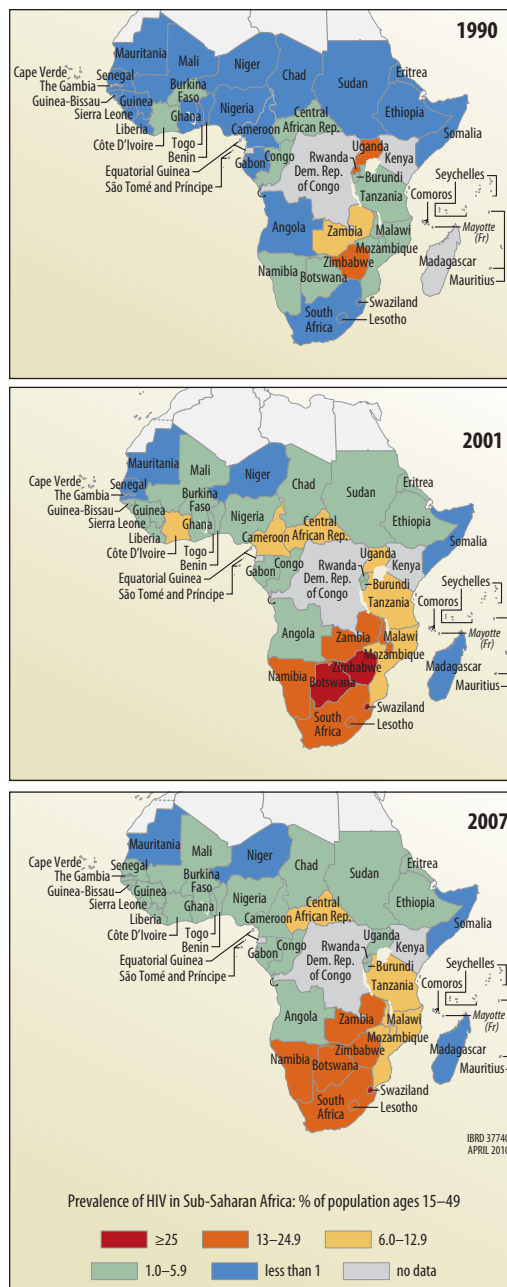 1990
Mauritania
Mali
Niger
Chad
Sudan
Eritrea
Cape Verde
Senegal
The Gambia
Guinea-Bissau
Guinea
Sierra Leone
Liberia
Côte D'Ivoire
Burkina
Faso
Ghana
Togo
Benin
Nigeria
Cameroon
Central
African Rep.
Ethiopia
Somalia
Equatorial Guinea
São Tomé and Príncipe
Gabon
Congo
Dem. Rep.
of Congo
Uganda
Rwanda
Kenya
Burundi
Tanzania
Seychelles
Comoros
Mayotte
(Fr)
Angola
Zambia
Malawi
Mozambique
Zimbabwe
Madagascar
Mauritius
Namibia
Botswana
Swaziland
South
Africa
Lesotho
2001
Mauritania
Mali
Niger
Chad
Sudan
Eritrea
Cape Verde
Senegal
The Gambia
Guinea-Bissau
Guinea
Sierra Leone
Liberia
Côte D'Ivoire
Burkina
Faso
Ghana
Togo
Benin
Nigeria
Cameroon
Central
African Rep.
Ethiopia
Somalia
Equatorial Guinea
São Tomé and Príncipe
Gabon
Congo
Dem. Rep.
of Congo
Uganda
Rwanda
Kenya
Burundi
Tanzania
Seychelles
Comoros
Mayotte
(Fr)
Angola
Zambia
Malawi
Mozambique
Zimbabwe
Madagascar
Mauritius
Namibia
Botswana
Swaziland
South
Africa
Lesotho
2007
Mauritania
Mali
Niger
Chad
Sudan
Eritrea
Cape Verde
Senegal
The Gambia
Guinea-Bissau
Guinea
Sierra Leone
Liberia
Côte D'Ivoire
Burkina
Faso
Ghana
Togo
Benin
Nigeria
Cameroon
Central
African Rep.
Ethiopia
Somalia
Equatorial Guinea
São Tomé and Príncipe
Gabon
Congo
Dem. Rep.
of Congo
Uganda
Rwanda
Kenya
Burundi
Tanzania
Seychelles
Comoros
Mayotte
(Fr)
Angola
Zambia
Malawi
Mozambique
Zimbabwe
Madagascar
Mauritius
Namibia
Botswana
Swaziland
South
Africa
Lesotho
IBRD 37740
APRIL 2010
Prevalence of HIV in Sub-Saharan Africa: % of population ages 15–49
≥25 13–24.9 6.0–12.9
1.0–5.9 less than 1 no data